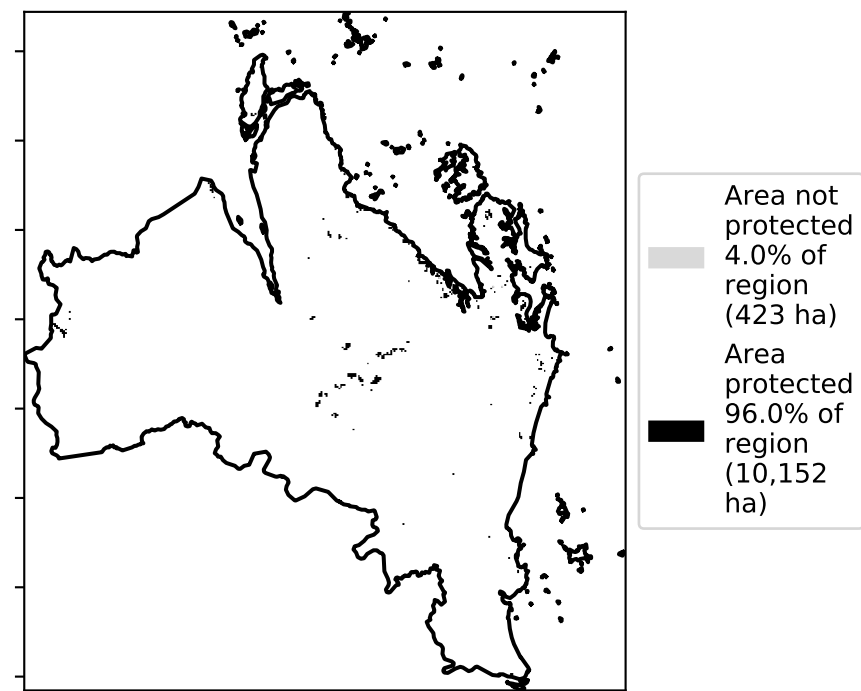 Area not
protected
4.0% of
region
(423 ha)
Area
protected
96.0% of
region
(10,152
ha)